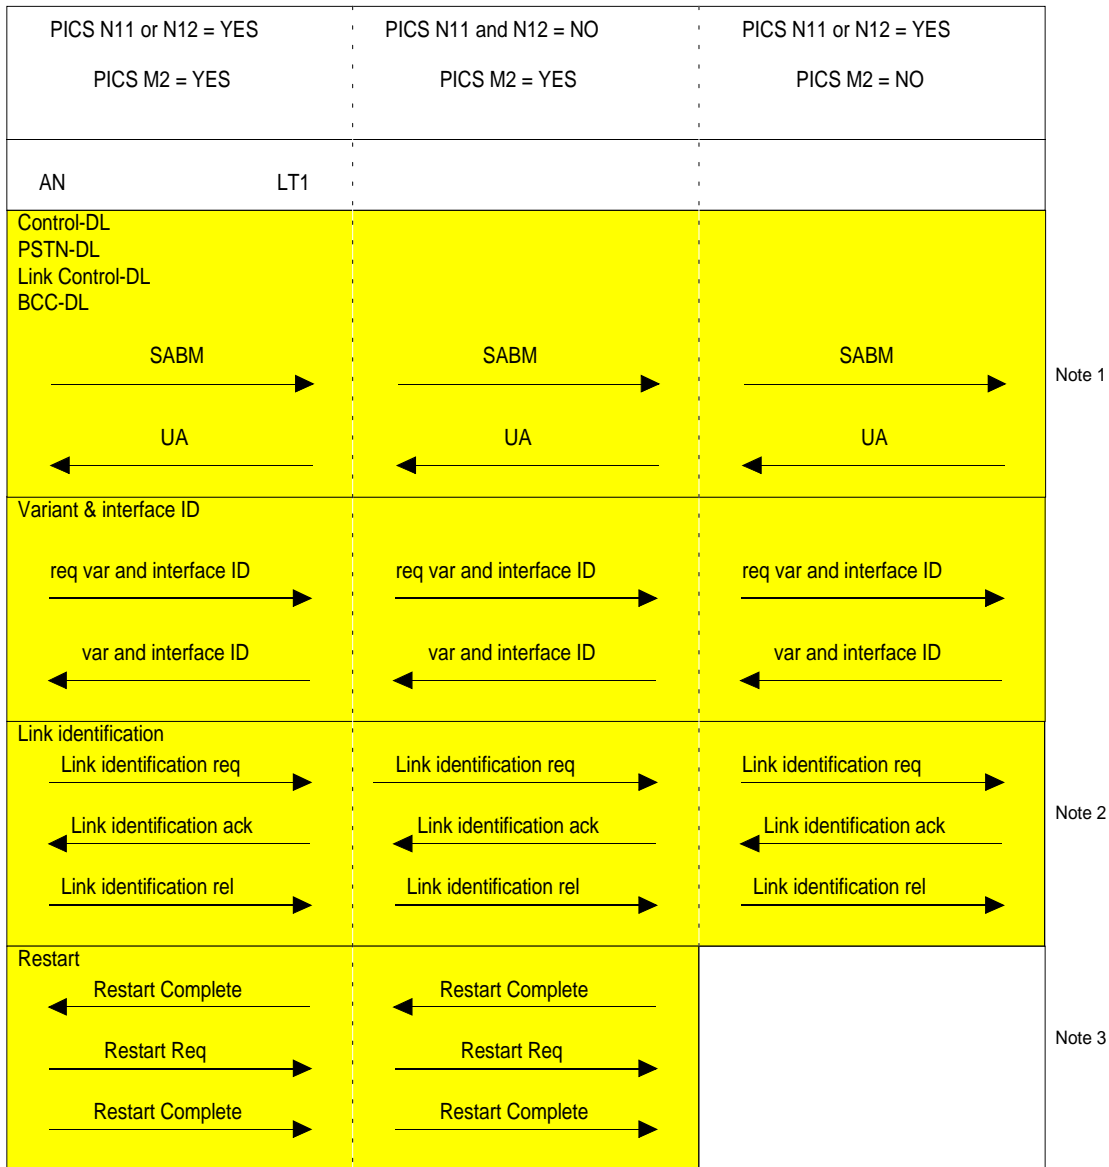 PICS N11 or N12 = YES
PICS N11 and N12 = NO
PICS N11 or N12 = YES
PICS M2 = YES
PICS M2 = YES
PICS M2 = NO
AN
LT1
Control-DL
PSTN-DL
Link Control-DL
BCC-DL
SABM
SABM
SABM
Note 1
UA
UA
UA
Variant & interface ID
req var and interface ID
req var and interface ID
req var and interface ID
var and interface ID
var and interface ID
var and interface ID
Link identification
Link identification req
Link identification req
Link identification req
Note 2
Link identification ack
Link identification ack
Link identification ack
Link identification rel
Link identification rel
Link identification rel
Restart
Restart Complete
Restart Complete
Note 3
Restart Req
Restart Req
Restart Complete
Restart Complete